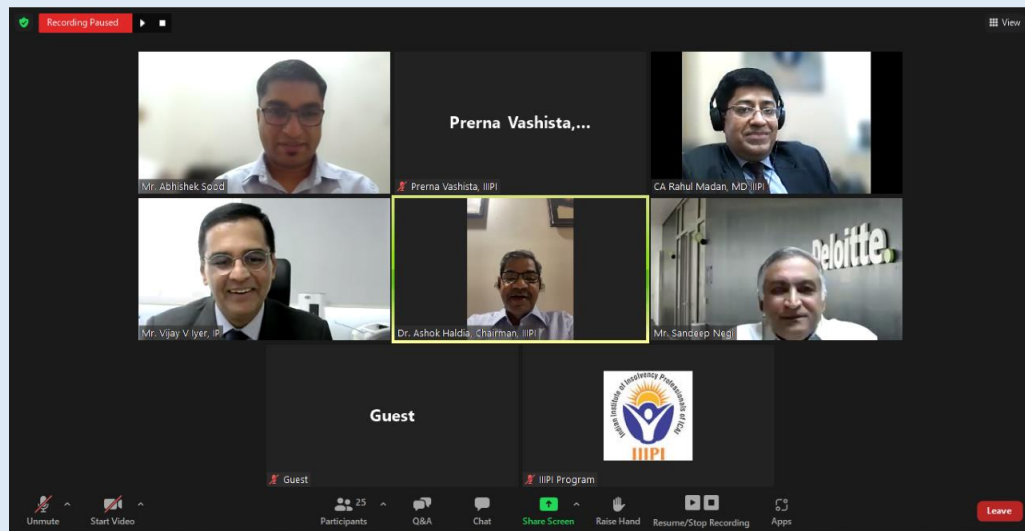 Recording Paused
View
Mr. Abhishek Sood
Prerna Vashista,...
Prerna Vashista, IIIPI
CA Rahul Madan, MD IIIPI
Mr. Vijay V Iyer, IP
Dr. Ashok Haldia, Chairman, IIIPI
Deloitte.
Mr. Sandeep Negi
Guest
Guest
Indian Institute of Insolvency Professionals of ICAI
IIIPI
IIIPI Program
Unmute
Start Video
25
Participants
Q&A
Chat
Share Screen
Raise Hand
Resume/Stop Recording
Apps
Leave